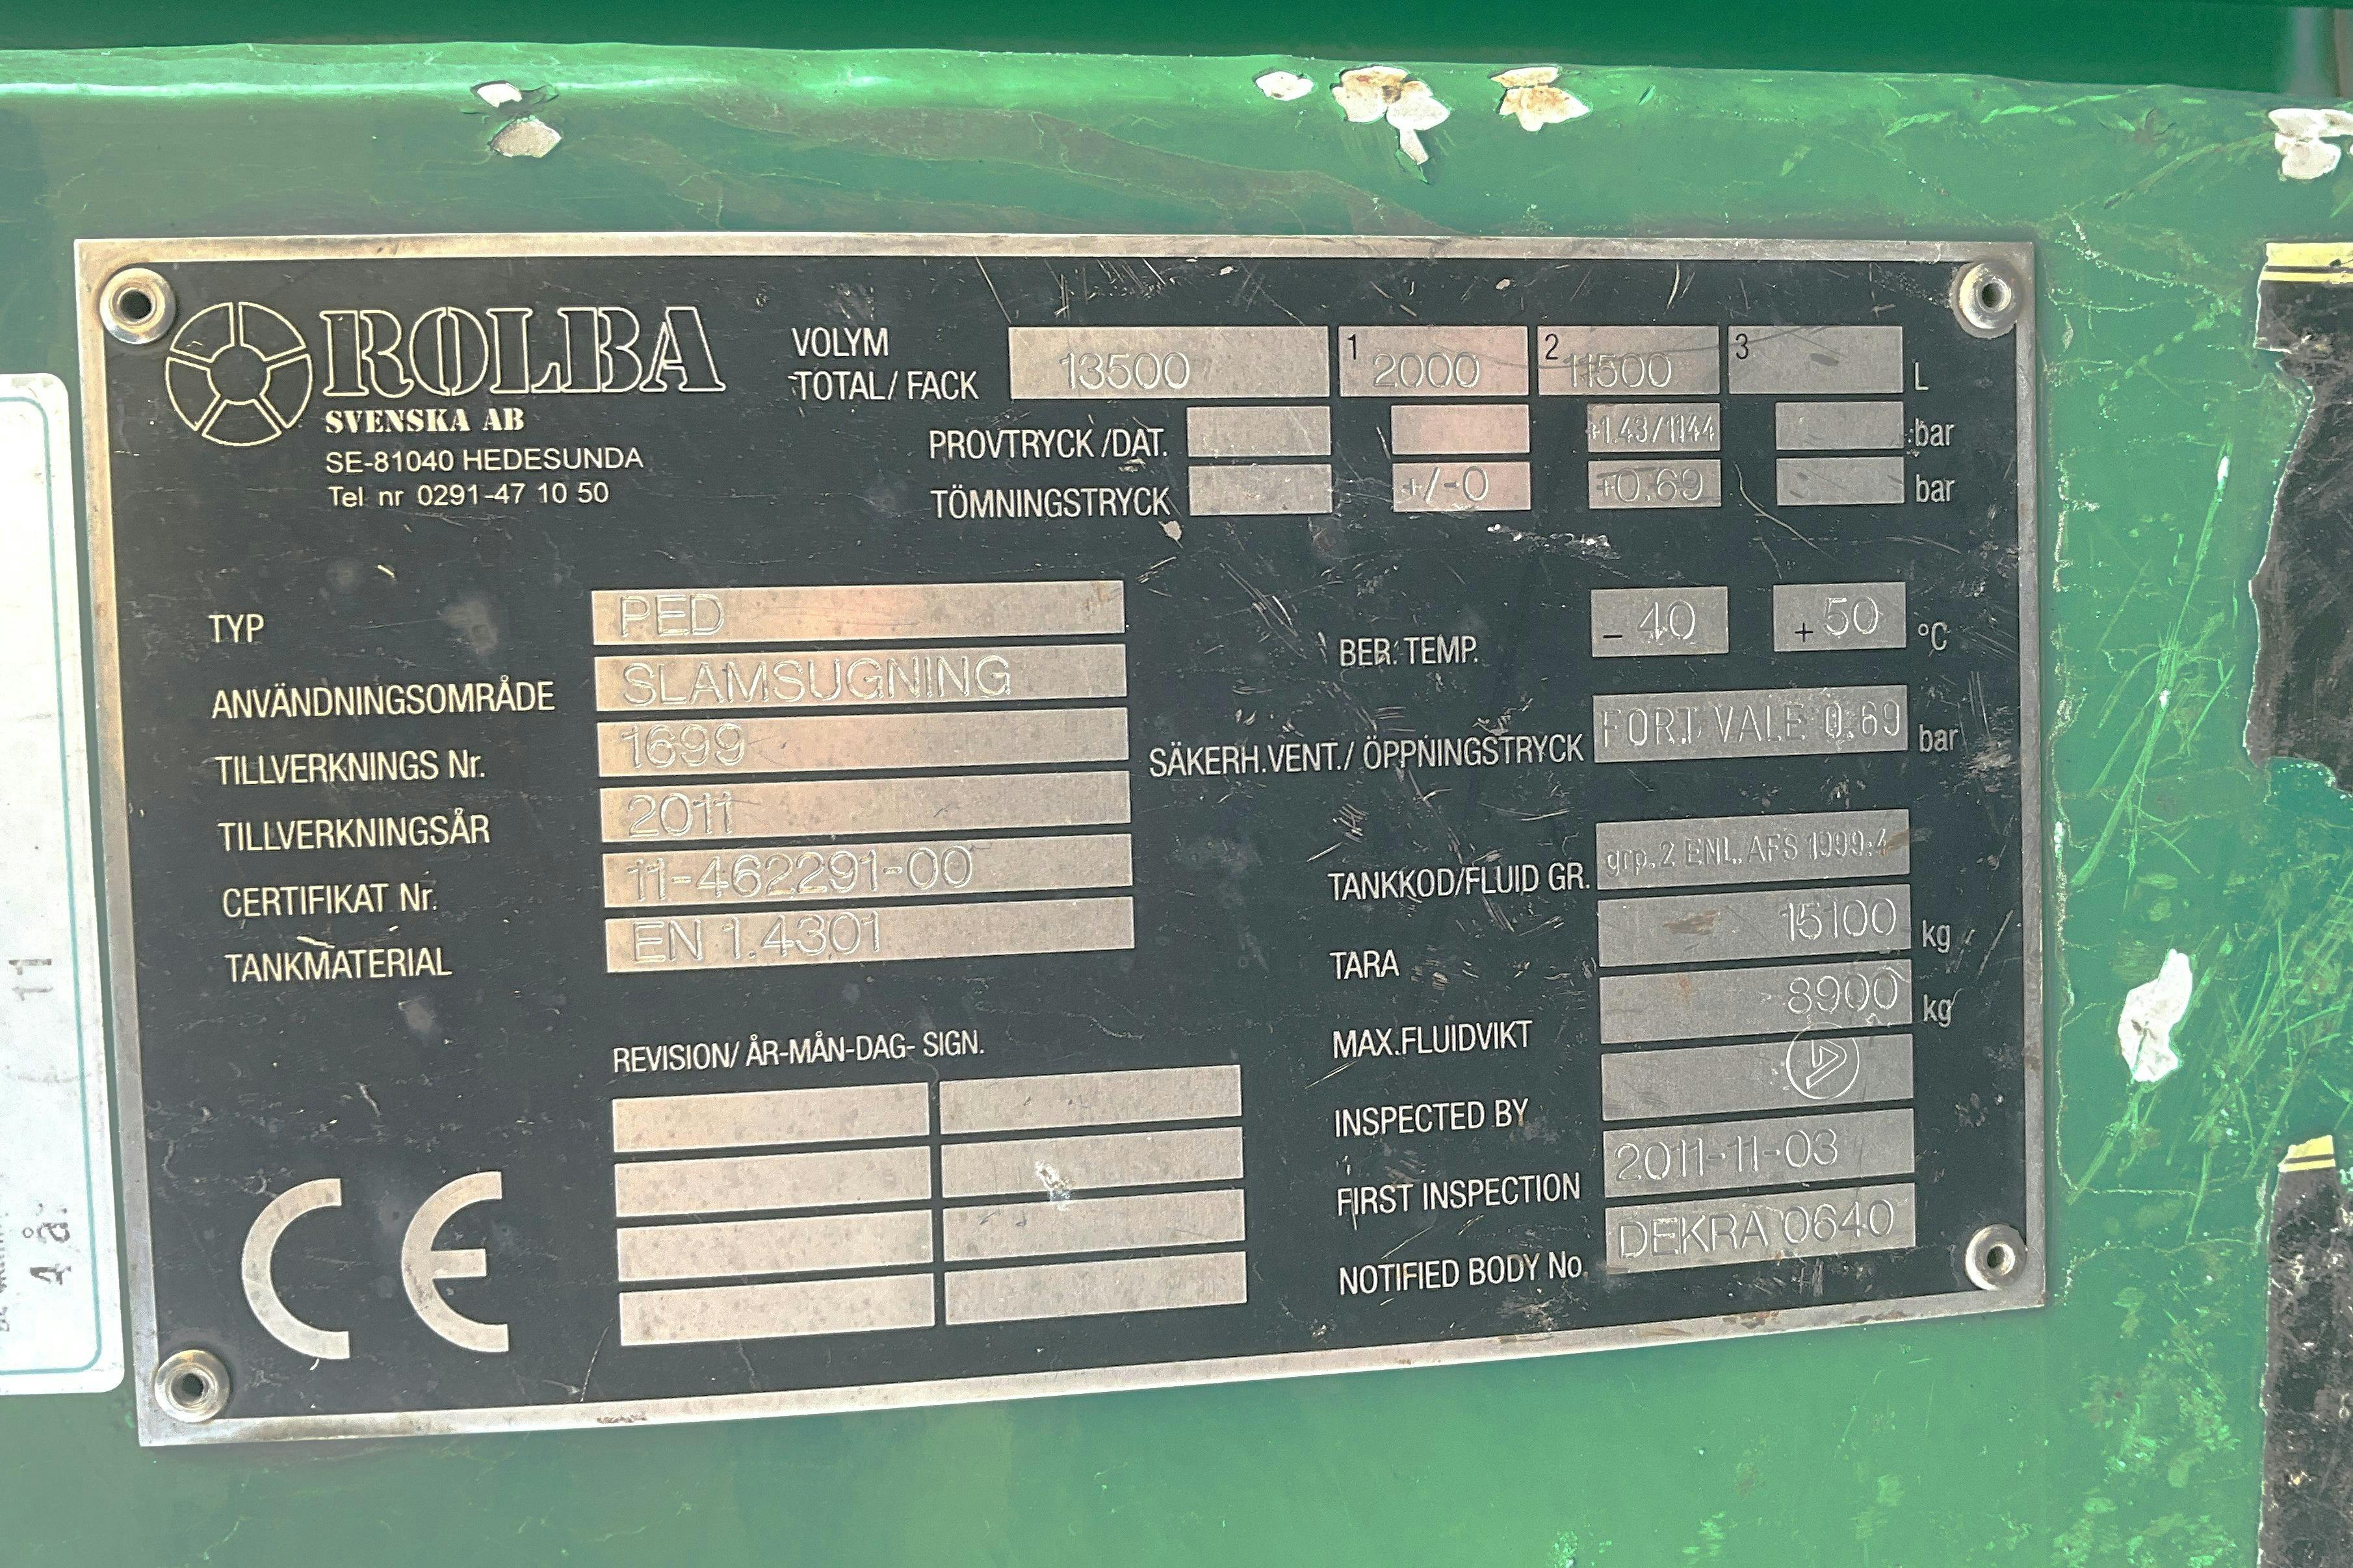 ROLBA
SVENSKA AB
SE-81040 HEDESUNDA
Tel nr 0291-47 10 50
VOLYM
TOTAL/ FACK 13500 1 2000 2 11500 3 L
PROVTRYCK /DAT. +1.43/1144 bar
TÖMNINGSTRYCK +/-0 +0.69 bar
TYP PED
ANVÄNDNINGSOMRÅDE SLAMSUGNING
TILLVERKNINGS Nr. 1699
TILLVERKNINGSÅR 2011
CERTIFIKAT Nr. 11-462291-00
TANKMATERIAL EN 1.4301
REVISION/ ÅR-MÅN-DAG- SIGN.
CE
BER. TEMP. - 40 + 50 °C
SÄKERH.VENT./ ÖPPNINGSTRYCK FORT VALE 0.69 bar
TANKKOD/FLUID GR. grp.2 ENL. AFS 1999:4
TARA 15100 kg
MAX.FLUIDVIKT 8900 kg
INSPECTED BY
FIRST INSPECTION 2011-11-03
NOTIFIED BODY No. DEKRA 0640
11
4 å.